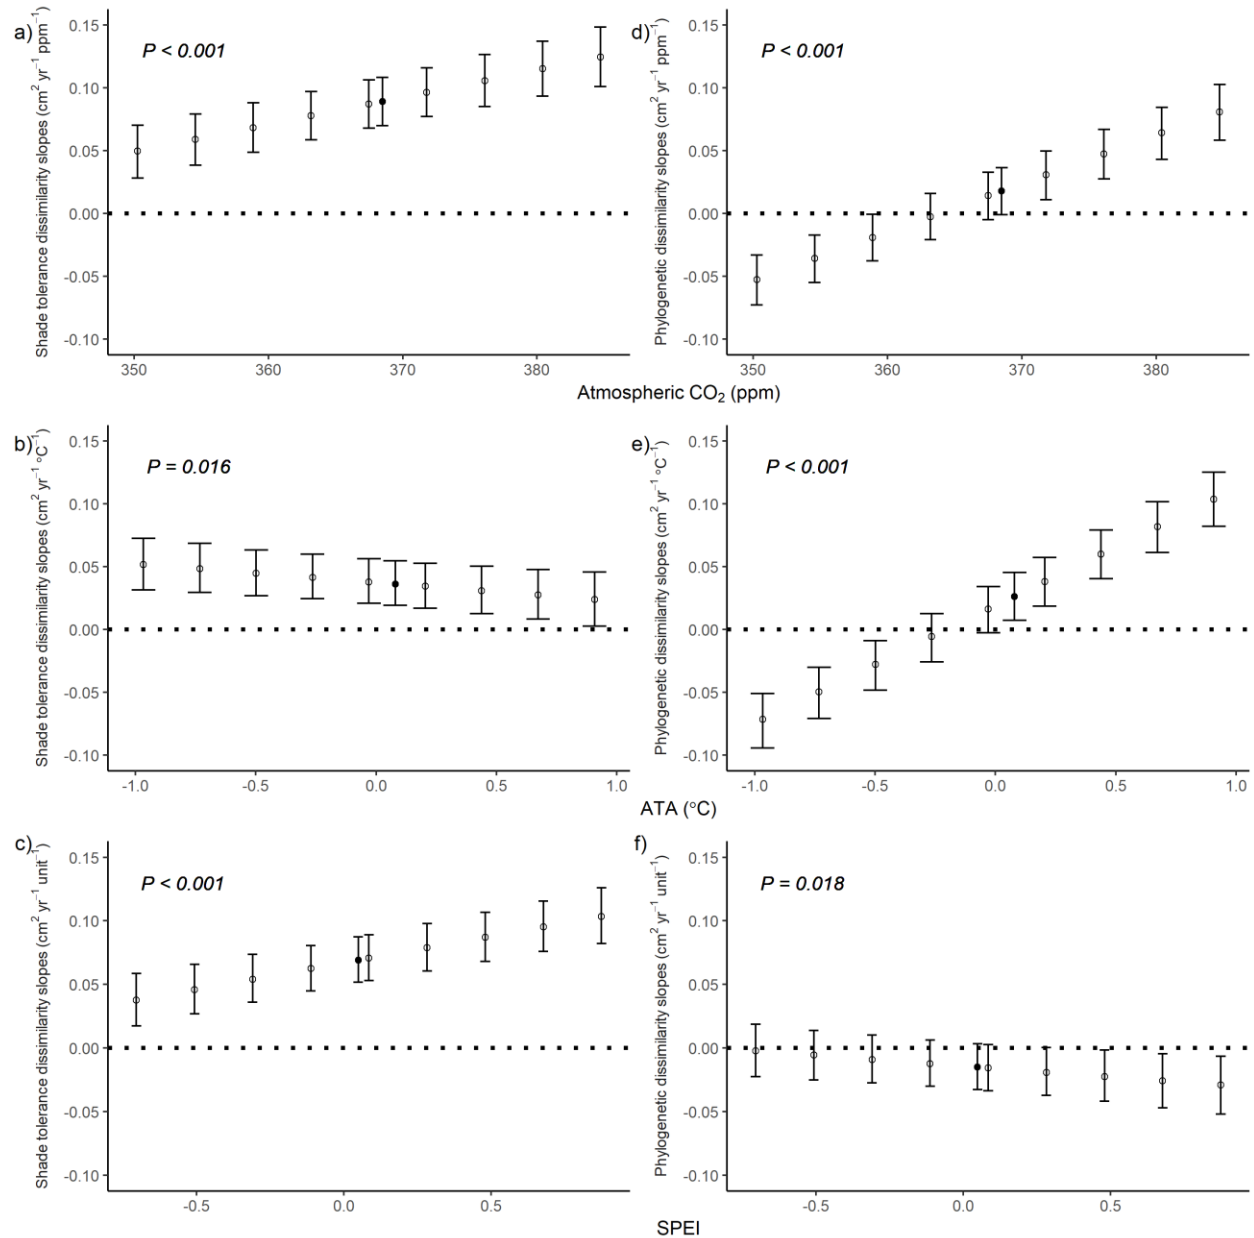 a)
Shade tolerance dissimilarity slopes (cm² yr⁻¹ ppm⁻¹)
P < 0.001
0.15
0.10
0.05
0.00
-0.05
-0.10
350 360 370 380
d)
Phylogenetic dissimilarity slopes (cm² yr⁻¹ ppm⁻¹)
P < 0.001
0.15
0.10
0.05
0.00
-0.05
-0.10
350 360 370 380
Atmospheric CO₂ (ppm)
b)
Shade tolerance dissimilarity slopes (cm² yr⁻¹ °C⁻¹)
P = 0.016
0.15
0.10
0.05
0.00
-0.05
-0.10
-1.0 -0.5 0.0 0.5 1.0
e)
Phylogenetic dissimilarity slopes (cm² yr⁻¹ °C⁻¹)
P < 0.001
0.15
0.10
0.05
0.00
-0.05
-0.10
-1.0 -0.5 0.0 0.5 1.0
ATA (°C)
c)
Shade tolerance dissimilarity slopes (cm² yr⁻¹ unit⁻¹)
P < 0.001
0.15
0.10
0.05
0.00
-0.05
-0.10
-0.5 0.0 0.5
f)
Phylogenetic dissimilarity slopes (cm² yr⁻¹ unit⁻¹)
P = 0.018
0.15
0.10
0.05
0.00
-0.05
-0.10
-0.5 0.0 0.5
SPEI